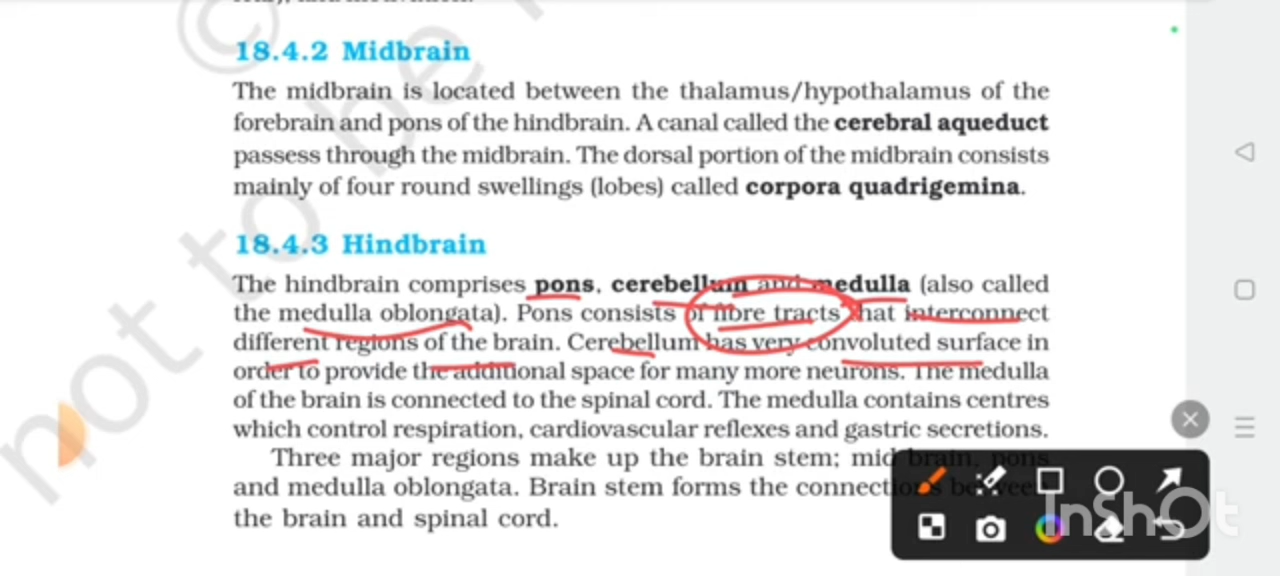 18.4.2 Midbrain
The midbrain is located between the thalamus/hypothalamus of the
forebrain and pons of the hindbrain. A canal called the cerebral aqueduct
passess through the midbrain. The dorsal portion of the midbrain consists
mainly of four round swellings (lobes) called corpora quadrigemina.
18.4.3 Hindbrain
The hindbrain comprises pons, cerebellum and medulla (also called
the medulla oblongata). Pons consists of fibre tracts that interconnect
different regions of the brain. Cerebellum has very convoluted surface in
order to provide the additional space for many more neurons. The medulla
of the brain is connected to the spinal cord. The medulla contains centres
which control respiration, cardiovascular reflexes and gastric secretions.
Three major regions make up the brain stem; mid brain, pons
and medulla oblongata. Brain stem forms the connections between
the brain and spinal cord.
©
not to be
InShOt